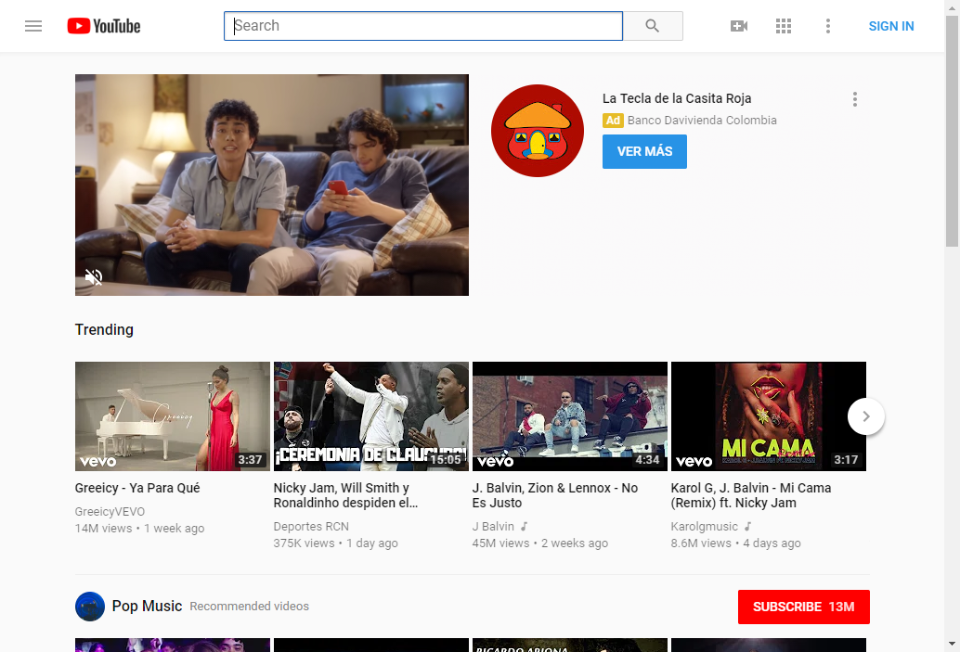 YouTube
Search
SIGN IN
La Tecla de la Casita Roja
Ad Banco Davivienda Colombia
VER MÁS
Trending
Greeicy
vevo
3:37
¡CEREMONIA DE CLAUSURA!
15:05
vevo
4:34
MI CAMA
vevo
3:17
Greeicy - Ya Para Qué
GreeicyVEVO
14M views • 1 week ago
Nicky Jam, Will Smith y
Ronaldinho despiden el...
Deportes RCN
375K views • 1 day ago
J. Balvin, Zion & Lennox - No
Es Justo
J Balvin
45M views • 2 weeks ago
Karol G, J. Balvin - Mi Cama
(Remix) ft. Nicky Jam
Karolgmusic
8.6M views • 4 days ago
Pop Music Recommended videos
SUBSCRIBE 13M
RICARDO ARJONA